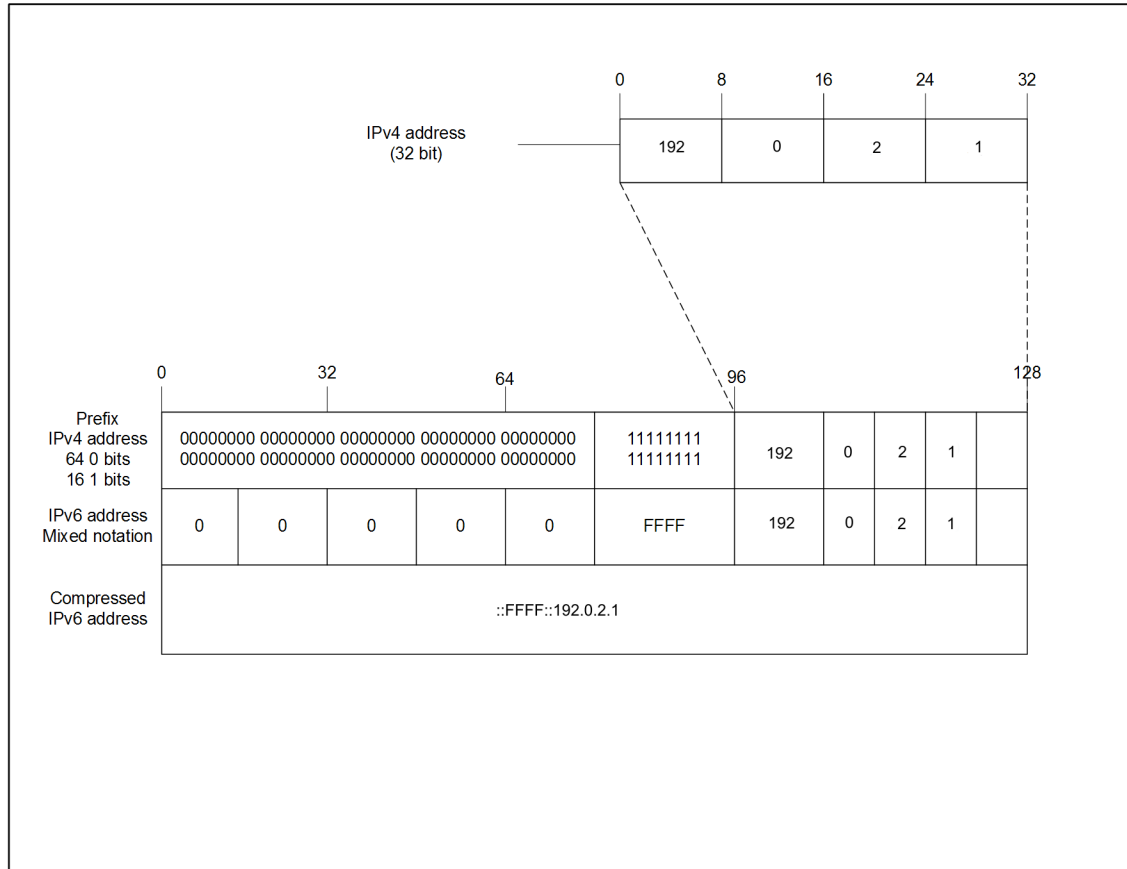 0 8 16 24 32
IPv4 address
(32 bit)
192 0 2 1
0 32 64 96 128
Prefix
IPv4 address
64 0 bits
16 1 bits
00000000 00000000 00000000 00000000 00000000
00000000 00000000 00000000 00000000 00000000
11111111
11111111
192 0 2 1
IPv6 address
Mixed notation
0 0 0 0 0 FFFF 192 0 2 1
Compressed
IPv6 address
::FFFF::192.0.2.1